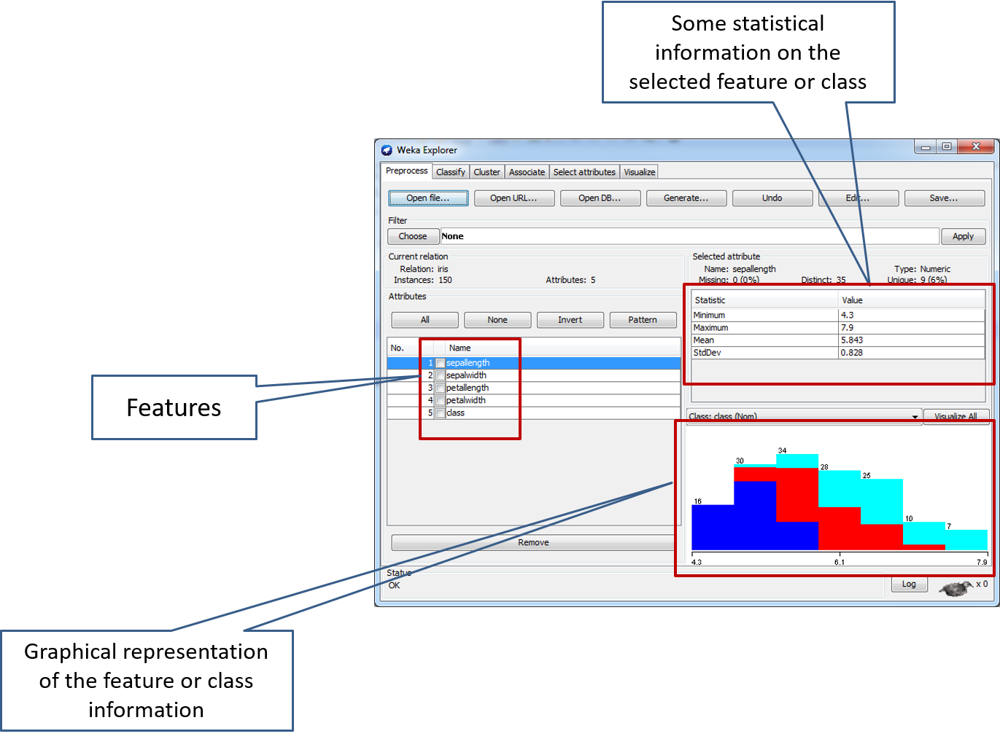 Some statistical
information on the
selected feature or class
Weka Explorer
Preprocess Classify Cluster Associate Select attributes Visualize
Open file... Open URL... Open DB... Generate... Undo Edit... Save...
Filter
Choose None Apply
Current relation
Relation: iris
Instances: 150 Attributes: 5
Selected attribute
Name: sepallength Type: Numeric
Missing: 0 (0%) Distinct: 35 Unique: 9 (6%)
Statistic Value
Minimum 4.3
Maximum 7.9
Mean 5.843
StdDev 0.828
Attributes
All None Invert Pattern
No. Name
1 sepallength
2 sepalwidth
3 petallength
4 petalwidth
5 class
Features
Class: class (Nom) Visualize All
16 30 34 28 25 10 7
4.3 6.1 7.9
Remove
Status
OK
Log x 0
Graphical representation
of the feature or class
information